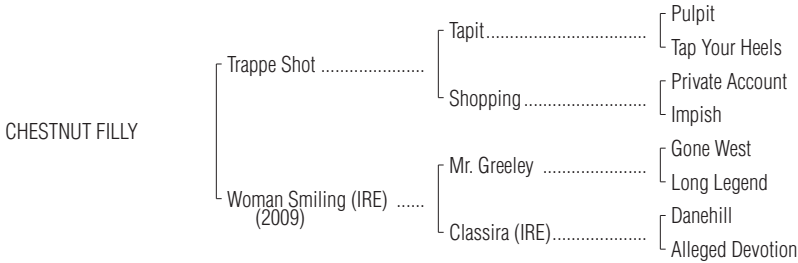 Pulpit
Tapit..................................
Tap Your Heels
Trappe Shot ......................
Private Account
Shopping..........................
Impish
CHESTNUT FILLY
Gone West
Mr. Greeley ......................
Long Legend
Woman Smiling (IRE) ......
(2009)
Danehill
Classira (IRE)....................
Alleged Devotion